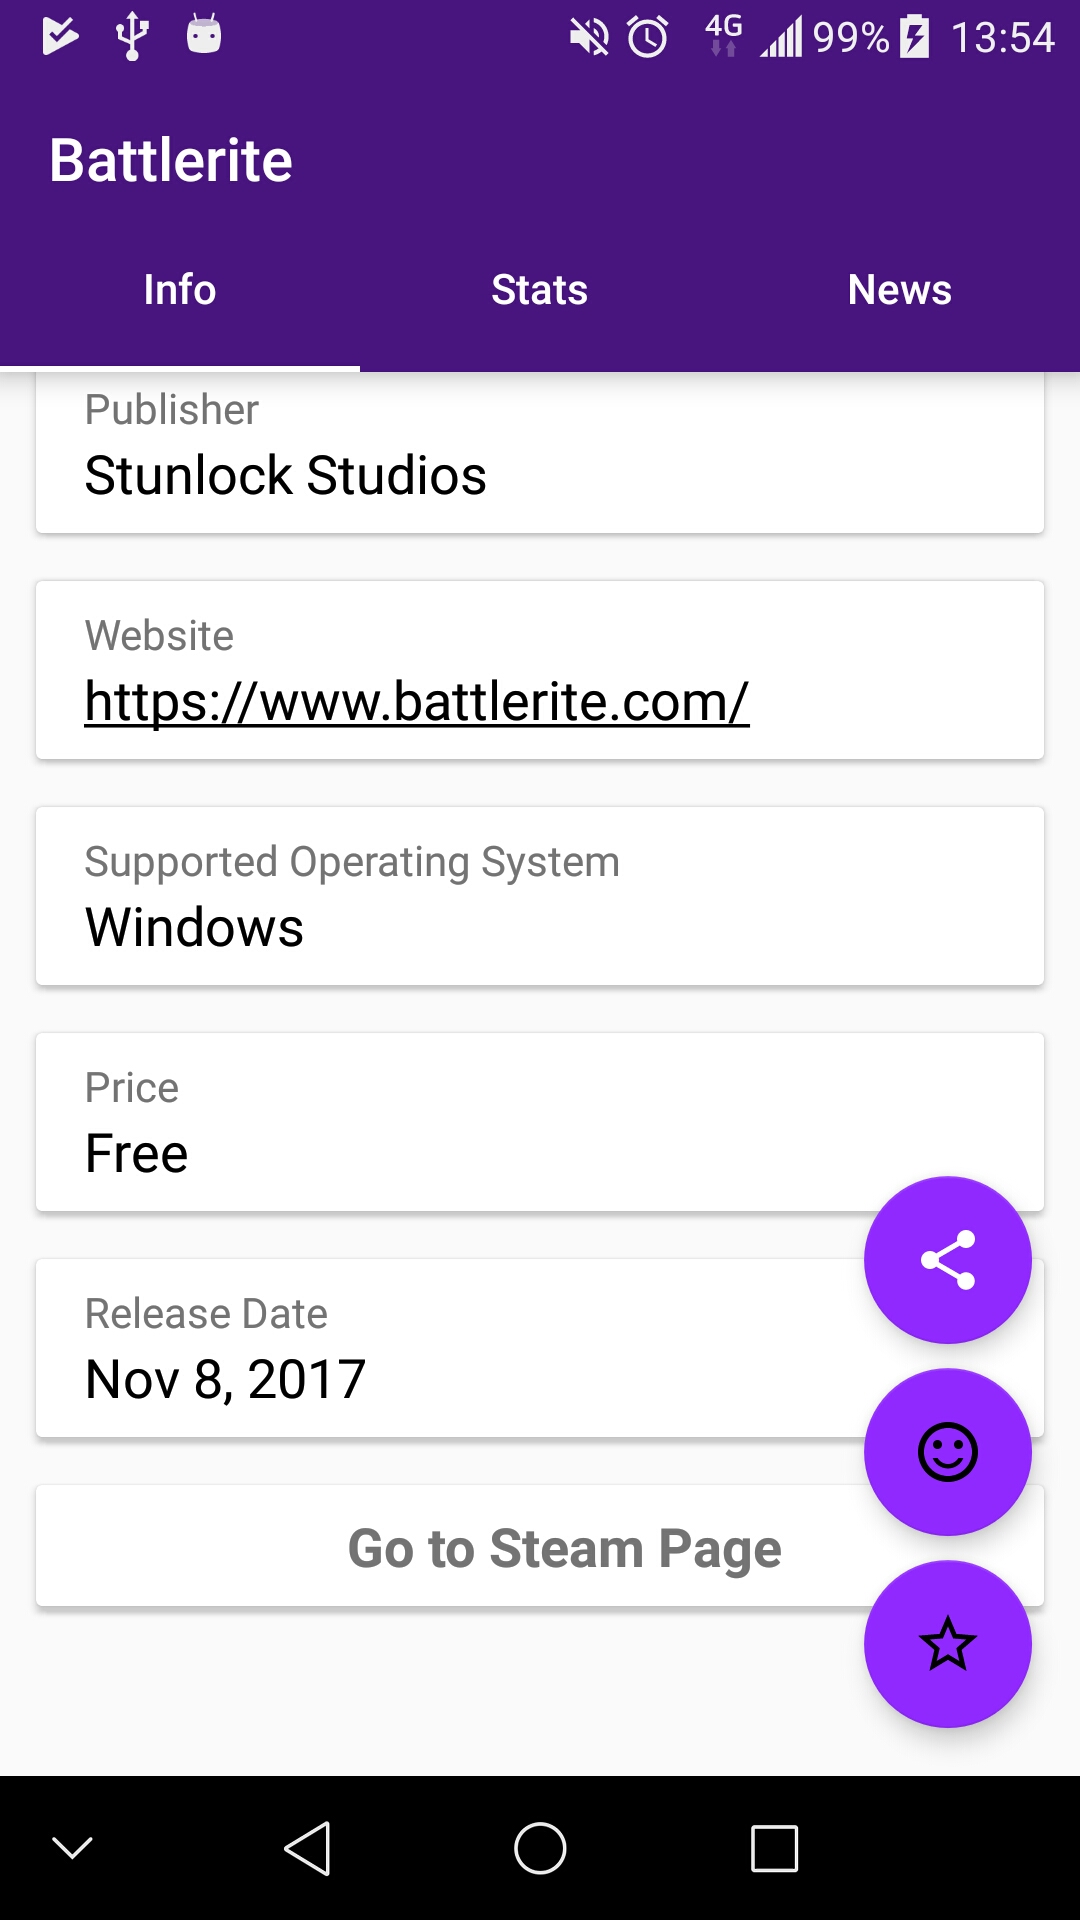 4G 99% 13:54
Battlerite
Info Stats News
Publisher
Stunlock Studios
Website
https://www.battlerite.com/
Supported Operating System
Windows
Price
Free
Release Date
Nov 8, 2017
Go to Steam Page